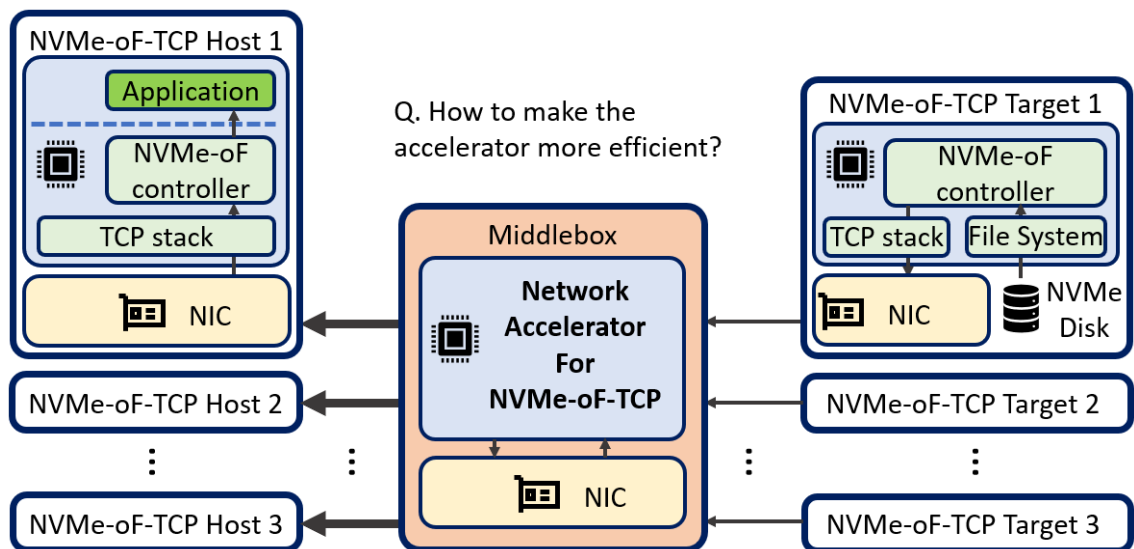 NVMe-oF-TCP Host 1
Application
NVMe-oF
controller
TCP stack
NIC
NVMe-oF-TCP Host 2
NVMe-oF-TCP Host 3
Q. How to make the
accelerator more efficient?
Middlebox
Network
Accelerator
For
NVMe-oF-TCP
NIC
NVMe-oF-TCP Target 1
NVMe-oF
controller
TCP stack
File System
NIC
NVMe
Disk
NVMe-oF-TCP Target 2
NVMe-oF-TCP Target 3